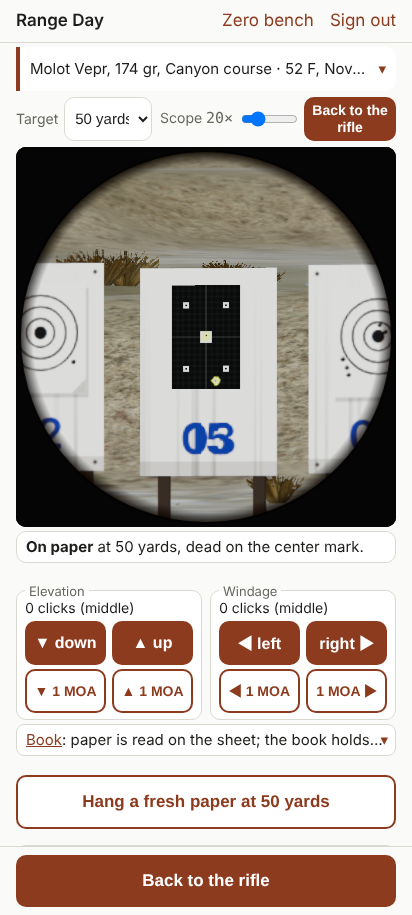 Range Day Zero bench Sign out
Molot Vepr, 174 gr, Canyon course · 52 F, Nov... ▼
Target 50 yards Scope 20× Back to the
rifle
03
On paper at 50 yards, dead on the center mark.
Elevation Windage
0 clicks (middle) 0 clicks (middle)
▼ down ▲ up ◀ left right ▶
▼ 1 MOA ▲ 1 MOA ◀ 1 MOA 1 MOA ▶
Book: paper is read on the sheet; the book holds...▼
Hang a fresh paper at 50 yards
Back to the rifle